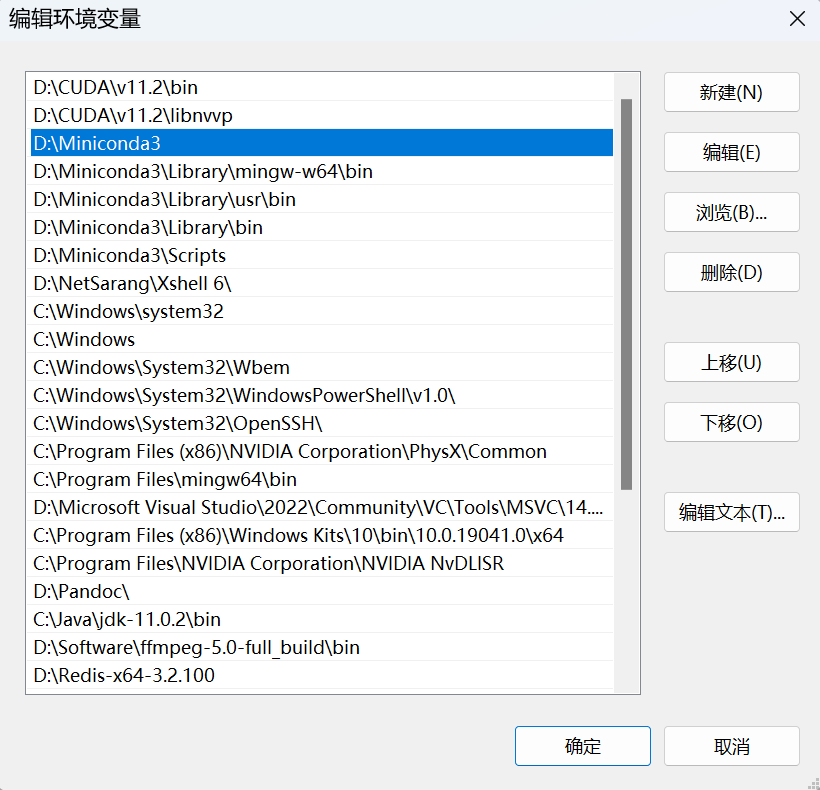 编辑环境变量
D:\CUDA\v11.2\bin
D:\CUDA\v11.2\libnvvp
D:\Miniconda3
D:\Miniconda3\Library\mingw-w64\bin
D:\Miniconda3\Library\usr\bin
D:\Miniconda3\Library\bin
D:\Miniconda3\Scripts
D:\NetSarang\Xshell 6\
C:\Windows\system32
C:\Windows
C:\Windows\System32\Wbem
C:\Windows\System32\WindowsPowerShell\v1.0\
C:\Windows\System32\OpenSSH\
C:\Program Files (x86)\NVIDIA Corporation\PhysX\Common
C:\Program Files\mingw64\bin
D:\Microsoft Visual Studio\2022\Community\VC\Tools\MSVC\14....
C:\Program Files (x86)\Windows Kits\10\bin\10.0.19041.0\x64
C:\Program Files\NVIDIA Corporation\NVIDIA NvDLISR
D:\Pandoc\
C:\Java\jdk-11.0.2\bin
D:\Software\ffmpeg-5.0-full_build\bin
D:\Redis-x64-3.2.100
新建(N)
编辑(E)
浏览(B)...
删除(D)
上移(U)
下移(O)
编辑文本(T)...
确定
取消